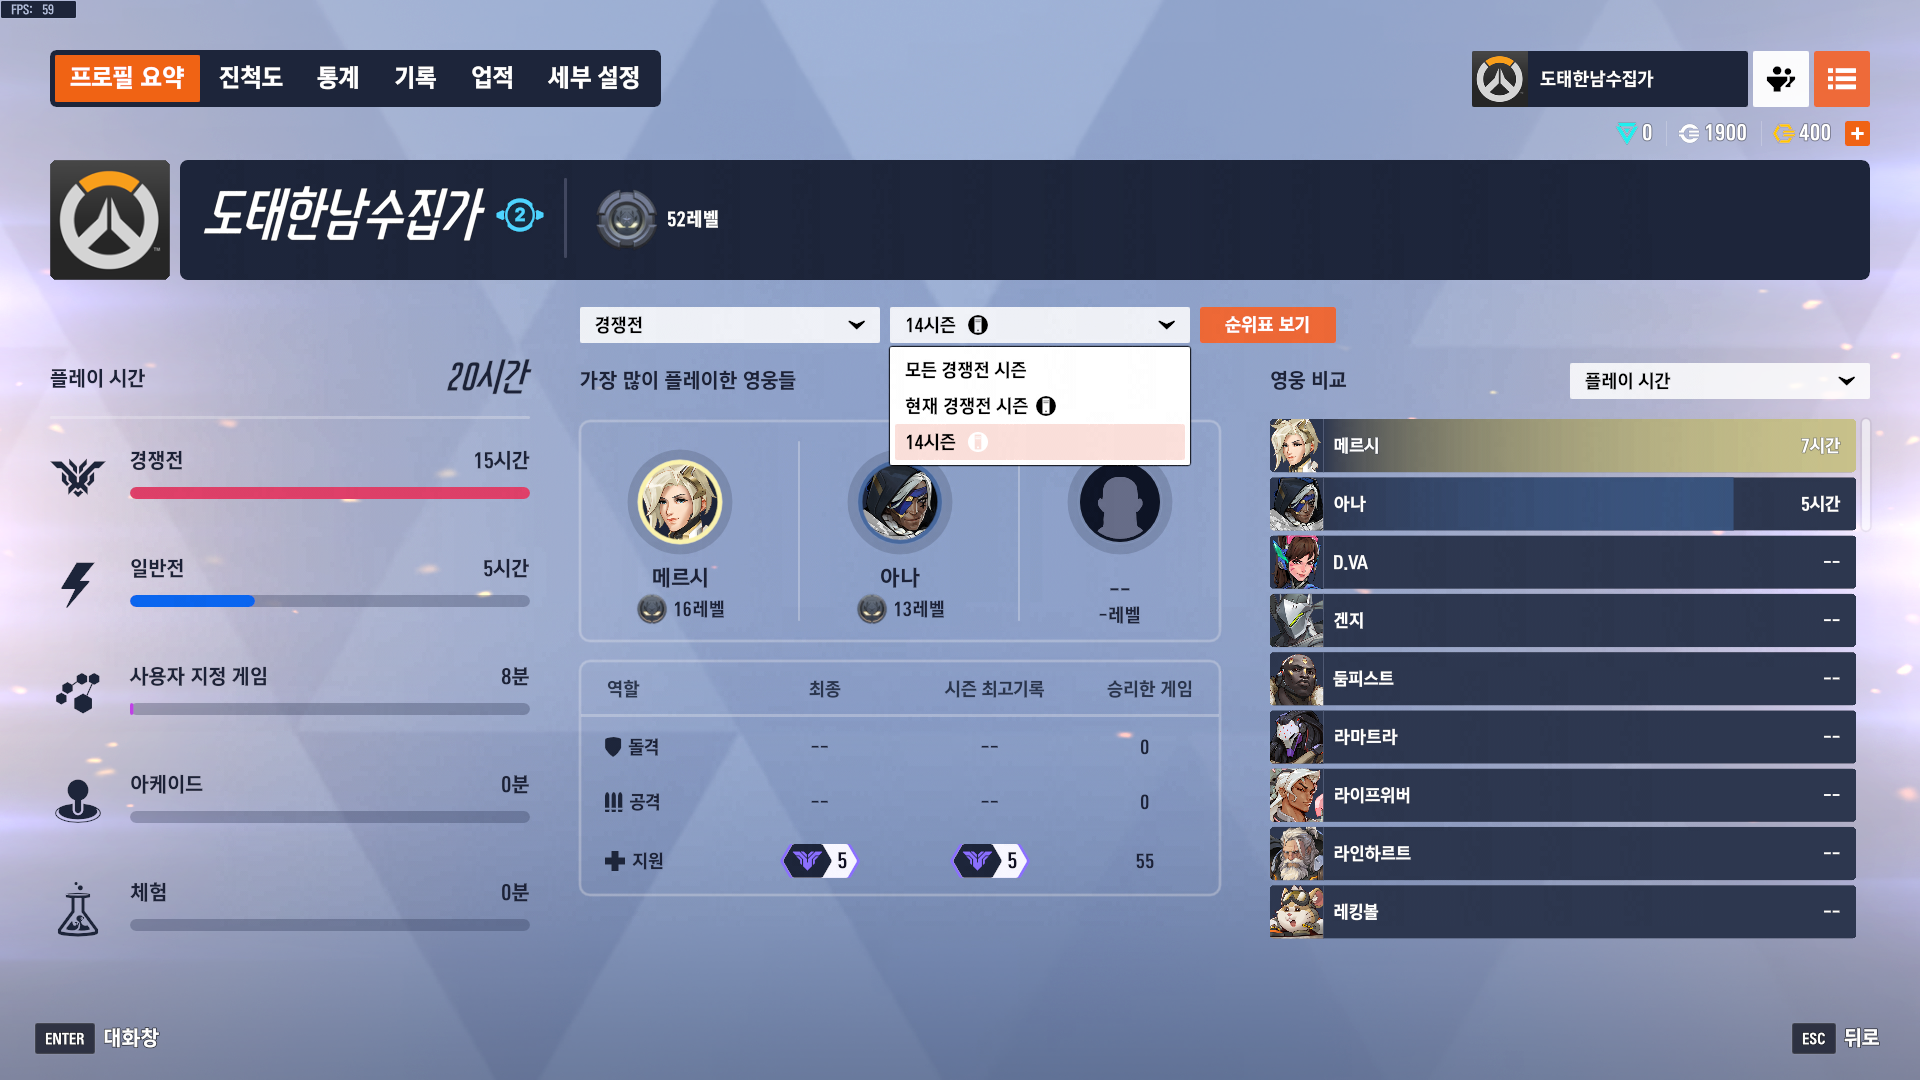 FPS: 59
프로필 요약 진척도 통계 기록 업적 세부 설정
도태한남수집가
0 1900 400 +
도태한남수집가 2 52레벨
경쟁전 14시즌 순위표 보기
모든 경쟁전 시즌
현재 경쟁전 시즌
14시즌
플레이 시간 20시간
경쟁전 15시간
일반전 5시간
사용자 지정 게임 8분
아케이드 0분
체험 0분
가장 많이 플레이한 영웅들
메르시 아나 --
16레벨 13레벨 -레벨
역할 최종 시즌 최고기록 승리한 게임
돌격 -- -- 0
공격 -- -- 0
지원 5 5 55
영웅 비교 플레이 시간
메르시 7시간
아나 5시간
D.VA --
겐지 --
둠피스트 --
라마트라 --
라이프위버 --
라인하르트 --
레킹볼 --
ENTER 대화창
ESC 뒤로